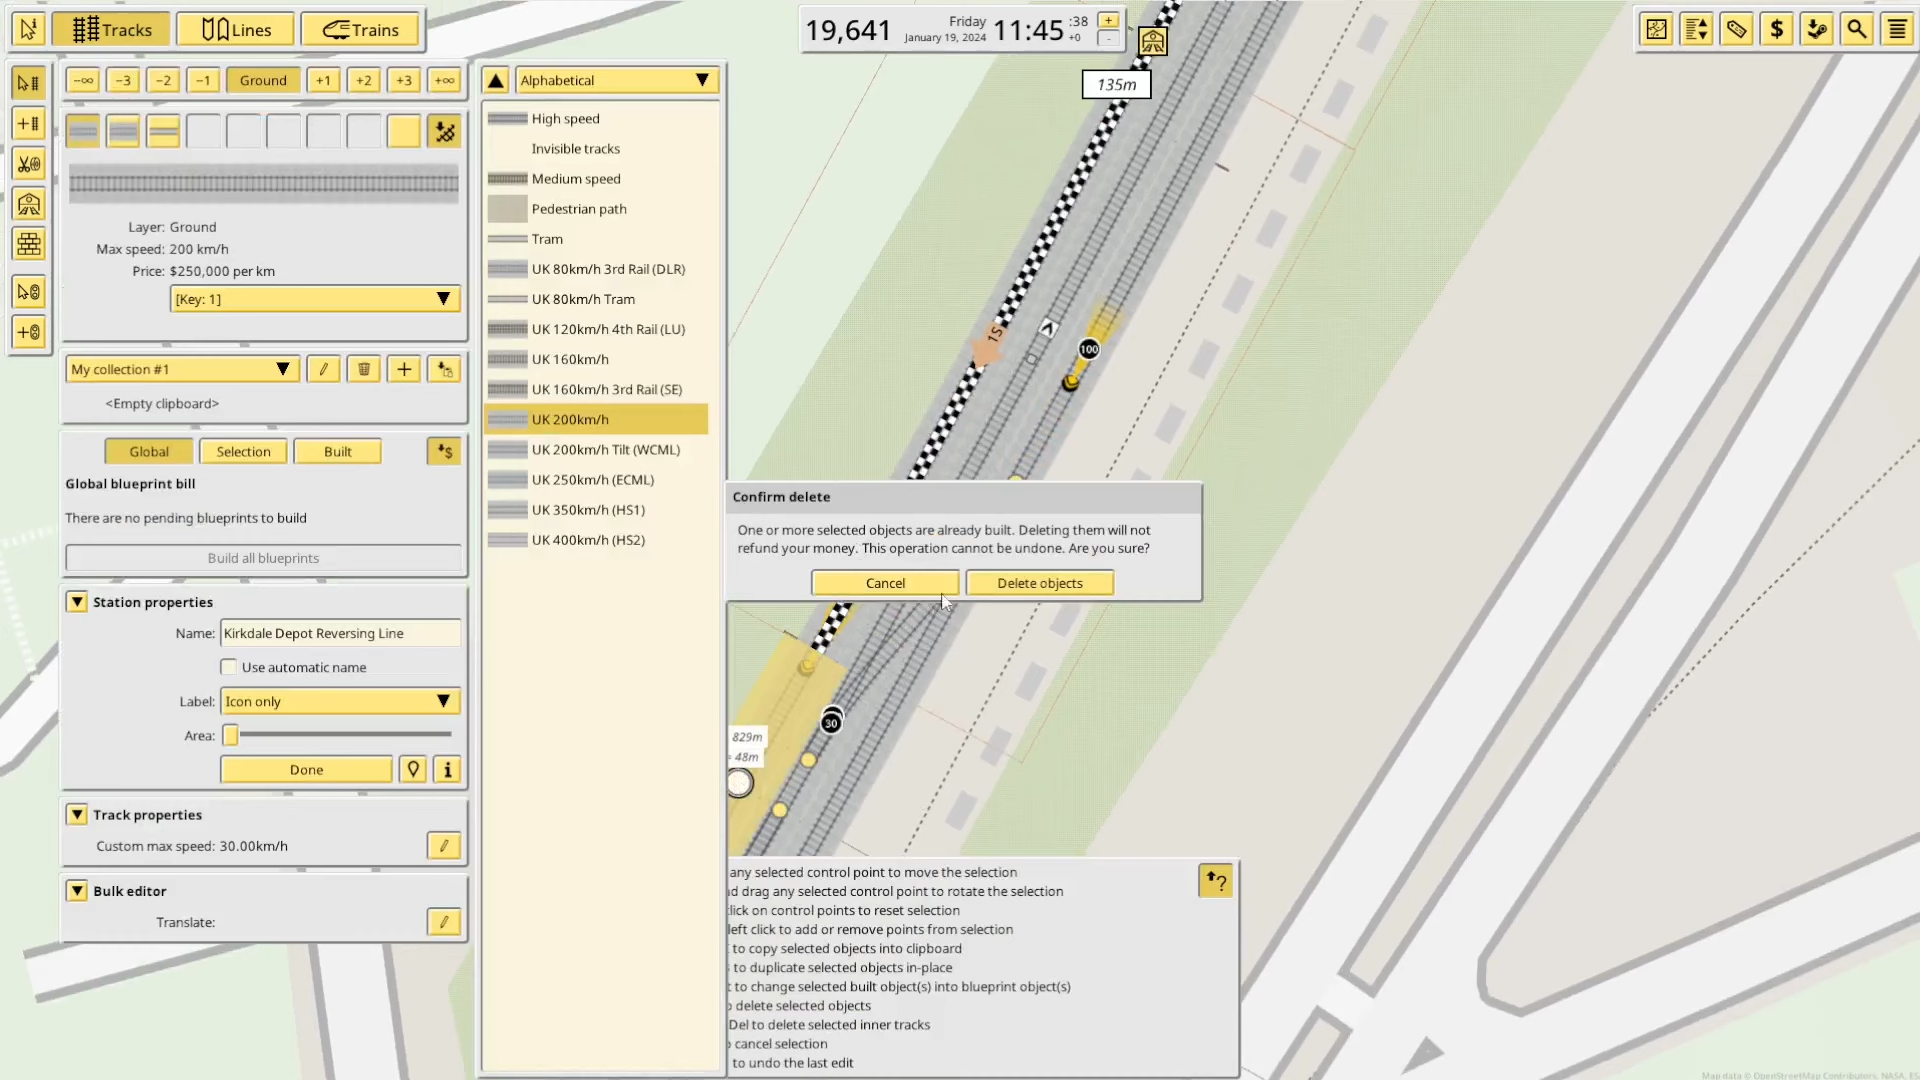 Tracks
Lines
Trains
19,641
Friday
January 19, 2024
11:45
:38
+0
+
-
$
-∞
-3
-2
-1
Ground
+1
+2
+3
+∞
Layer: Ground
Max speed: 200 km/h
Price: $250,000 per km
[Key: 1]
My collection #1
<Empty clipboard>
Global
Selection
Built
Global blueprint bill
There are no pending blueprints to build
Build all blueprints
Station properties
Name: Kirkdale Depot Reversing Line
Use automatic name
Label: Icon only
Area:
Done
Track properties
Custom max speed: 30.00km/h
Bulk editor
Translate:
Alphabetical
High speed
Invisible tracks
Medium speed
Pedestrian path
Tram
UK 80km/h 3rd Rail (DLR)
UK 80km/h Tram
UK 120km/h 4th Rail (LU)
UK 160km/h
UK 160km/h 3rd Rail (SE)
UK 200km/h
UK 200km/h Tilt (WCML)
UK 250km/h (ECML)
UK 350km/h (HS1)
UK 400km/h (HS2)
135m
1S
100
Confirm delete
One or more selected objects are already built. Deleting them will not
refund your money. This operation cannot be undone. Are you sure?
Cancel
Delete objects
30
829m
= 48m
any selected control point to move the selection
drag any selected control point to rotate the selection
on control points to reset selection
left click to add or remove points from selection
to copy selected objects into clipboard
to duplicate selected objects in-place
to change selected built object(s) into blueprint object(s)
delete selected objects
Del to delete selected inner tracks
cancel selection
to undo the last edit
Map data © OpenStreetMap Contributors, NASA,